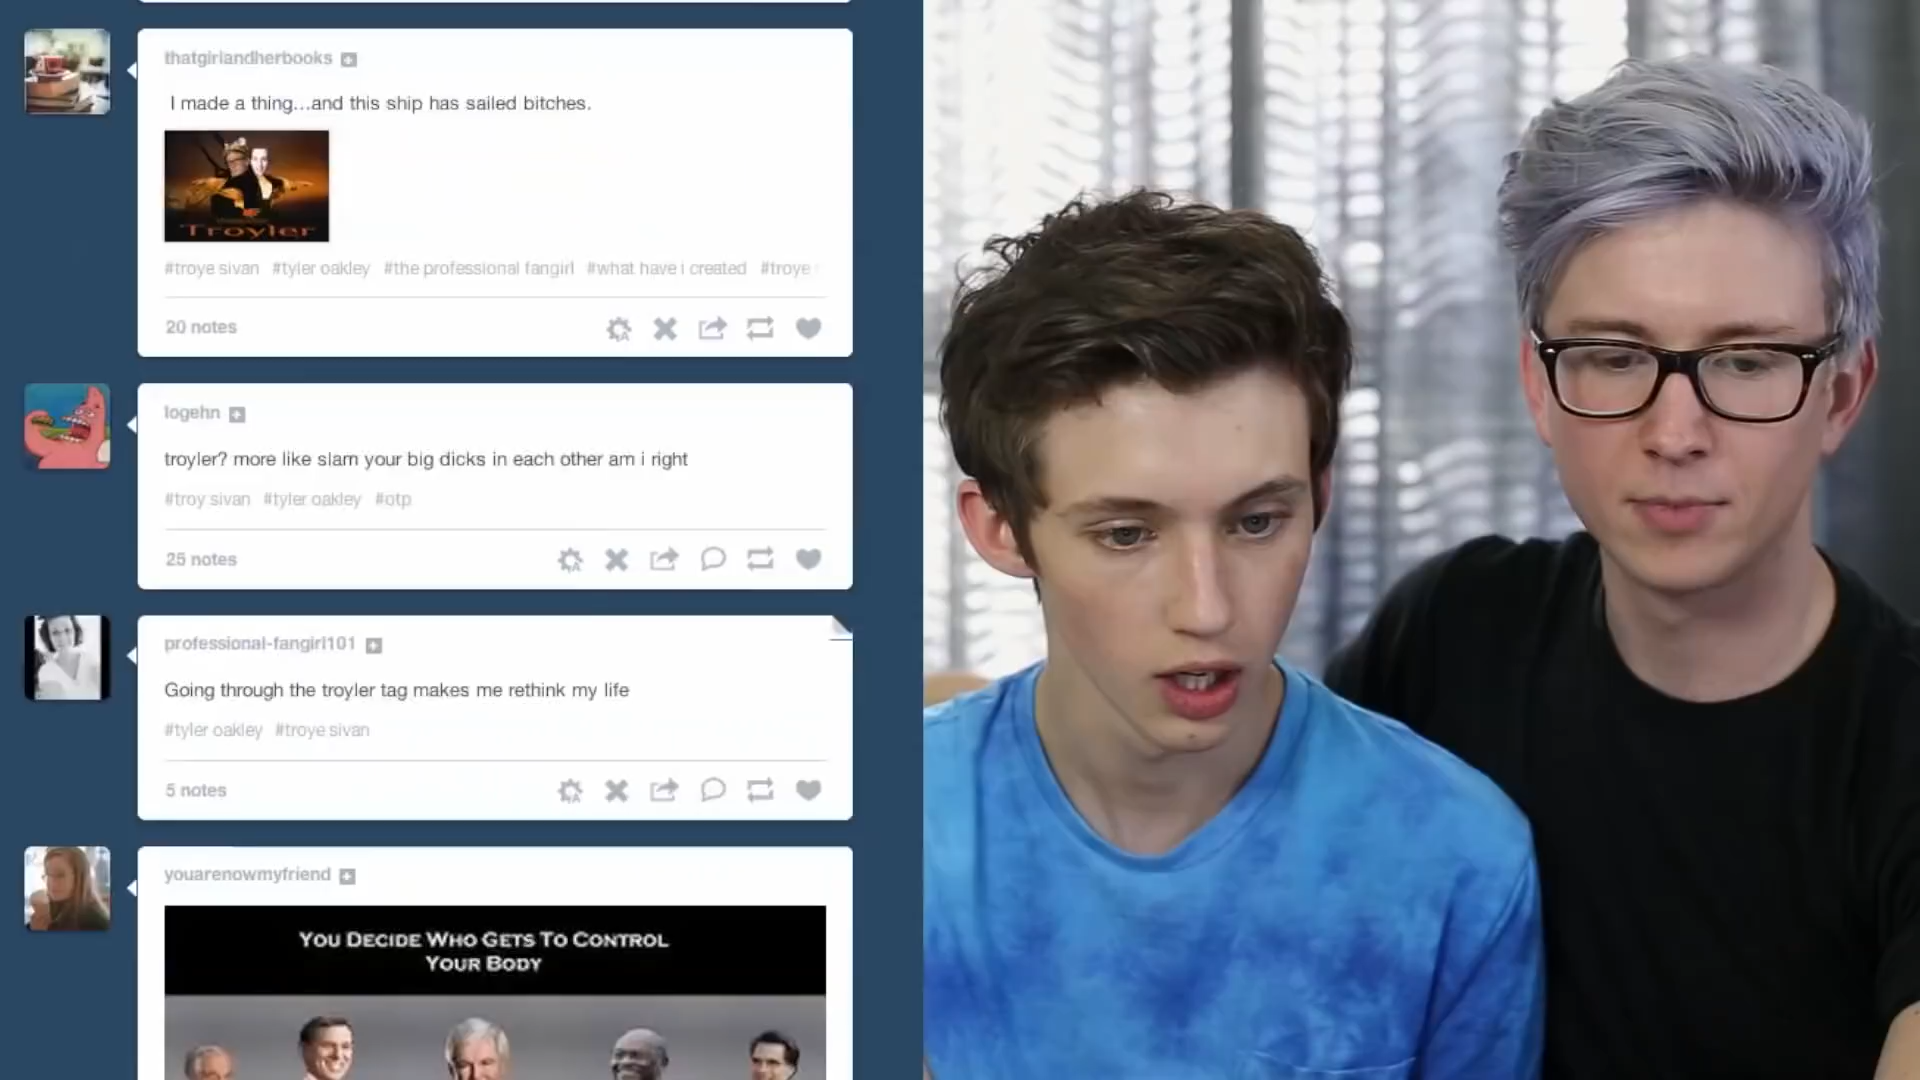 thatgirlandherbooks
I made a thing...and this ship has sailed bitches.
Troyler
#troye sivan #tyler oakley #the professional fangirl #what have i created #troye
20 notes
logehn
troyler? more like slam your big dicks in each other am i right
#troy sivan #tyler oakley #otp
25 notes
professional-fangirl101
Going through the troyler tag makes me rethink my life
#tyler oakley #troye sivan
5 notes
youarenowmyfriend
YOU DECIDE WHO GETS TO CONTROL
YOUR BODY